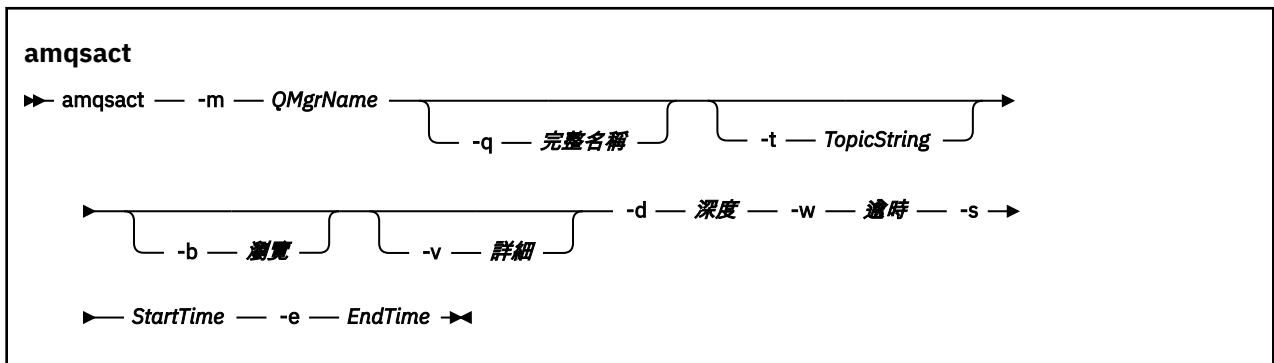 amqsact
amqsact -m QMgrName
-q 完整名稱 -t TopicString
-d 深度 -w 逾時 -s
-b 瀏覽 -v 詳細
StartTime -e EndTime